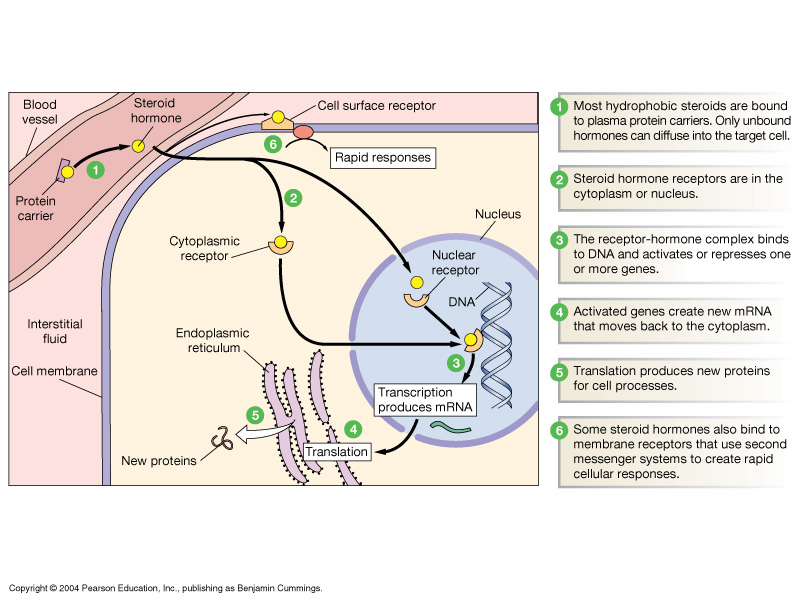 Blood
vessel
Steroid
hormone
Cell surface receptor
1
6
Rapid responses
Protein
carrier
2
Nucleus
Cytoplasmic
receptor
Nuclear
receptor
DNA
Interstitial
fluid
Endoplasmic
reticulum
Cell membrane
3
Transcription
produces mRNA
5
4
New proteins
Translation
1 Most hydrophobic steroids are bound
to plasma protein carriers. Only unbound
hormones can diffuse into the target cell.
2 Steroid hormone receptors are in the
cytoplasm or nucleus.
3 The receptor-hormone complex binds
to DNA and activates or represses one
or more genes.
4 Activated genes create new mRNA
that moves back to the cytoplasm.
5 Translation produces new proteins
for cell processes.
6 Some steroid hormones also bind to
membrane receptors that use second
messenger systems to create rapid
cellular responses.
Copyright © 2004 Pearson Education, Inc., publishing as Benjamin Cummings.